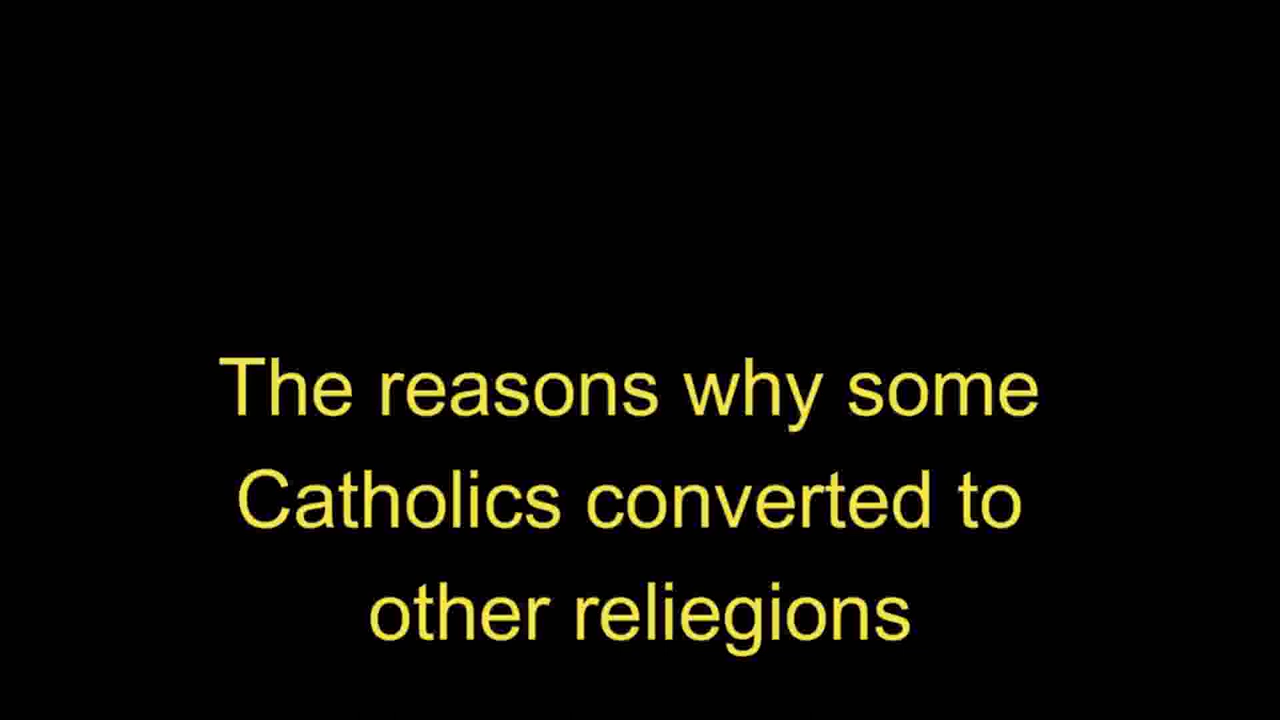 The reasons why some
Catholics converted to
other reliegions